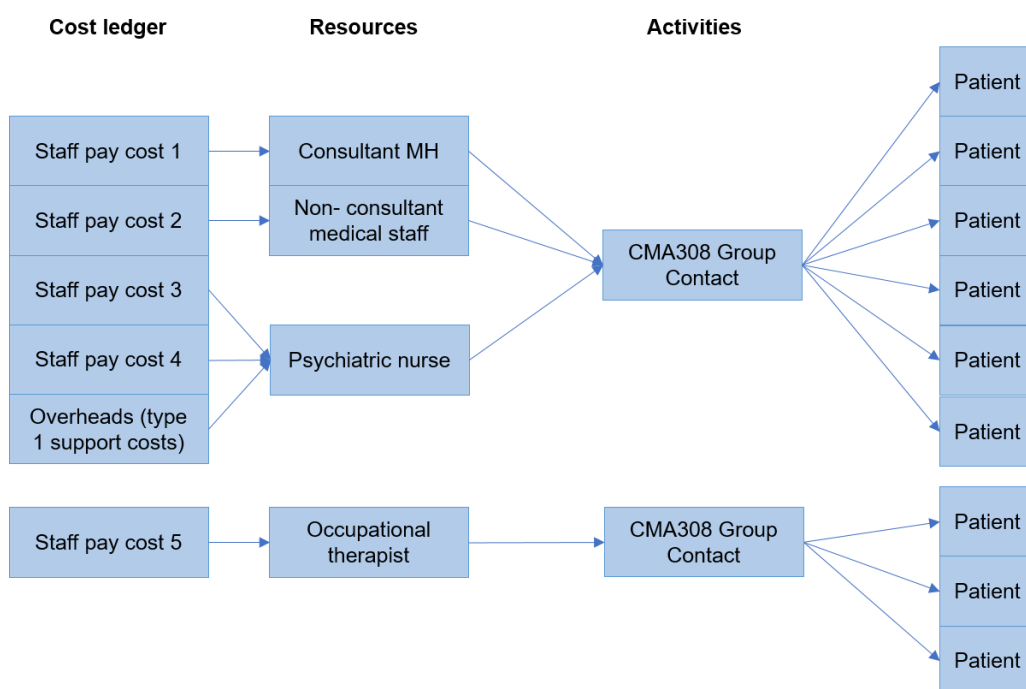 Cost ledger
Resources
Activities
Staff pay cost 1
Staff pay cost 2
Staff pay cost 3
Staff pay cost 4
Overheads (type
1 support costs)
Staff pay cost 5
Consultant MH
Non- consultant
medical staff
Psychiatric nurse
Occupational
therapist
CMA308 Group
Contact
CMA308 Group
Contact
Patient
Patient
Patient
Patient
Patient
Patient
Patient
Patient
Patient